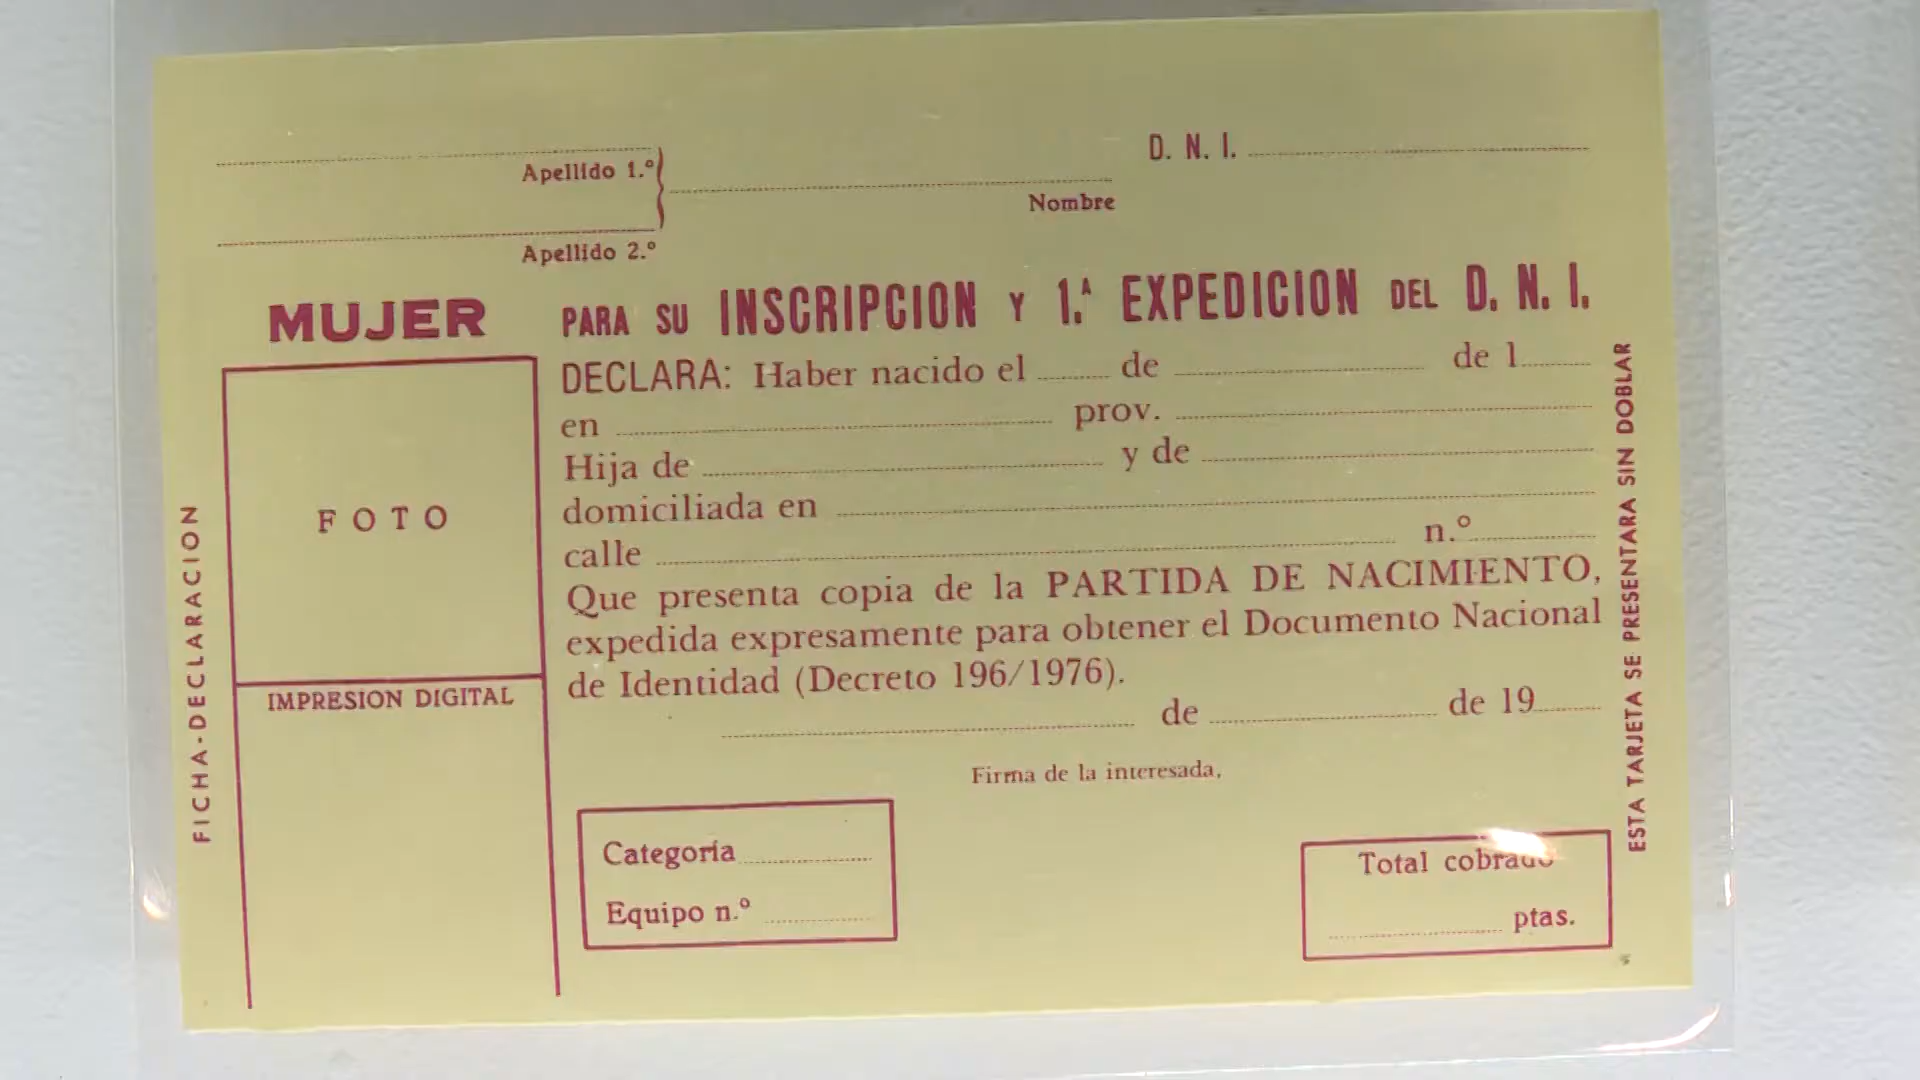 D. N. I.
Apellido 1.º
Nombre
Apellido 2.º
MUJER
PARA SU INSCRIPCION Y 1.ª EXPEDICION DEL D. N. I.
DECLARA: Haber nacido el de de 1
en prov.
Hija de y de
domiciliada en
calle n.º
Que presenta copia de la PARTIDA DE NACIMIENTO,
expedida expresamente para obtener el Documento Nacional
de Identidad (Decreto 196/1976).
de de 19
Firma de la interesada,
FOTO
IMPRESION DIGITAL
FICHA-DECLARACION
Categoría
Equipo n.º
Total cobrado
ptas.
ESTA TARJETA SE PRESENTARA SIN DOBLAR